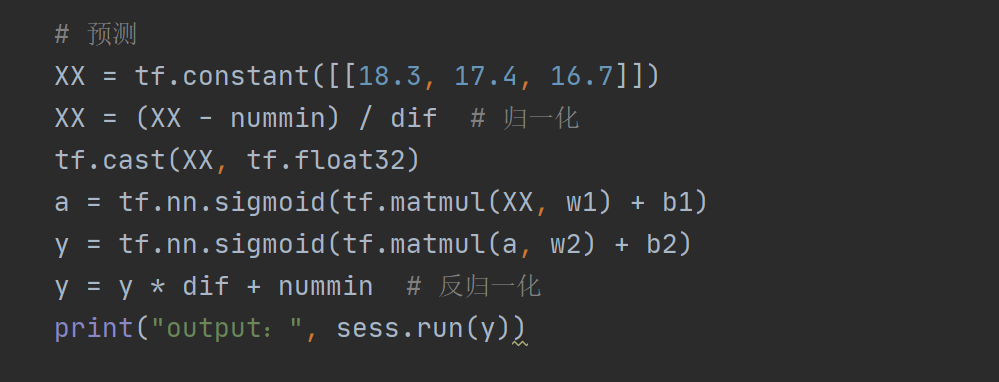 # 预测
XX = tf.constant([[18.3, 17.4, 16.7]])
XX = (XX - nummin) / dif  # 归一化
tf.cast(XX, tf.float32)
a = tf.nn.sigmoid(tf.matmul(XX, w1) + b1)
y = tf.nn.sigmoid(tf.matmul(a, w2) + b2)
y = y * dif + nummin  # 反归一化
print("output：", sess.run(y))